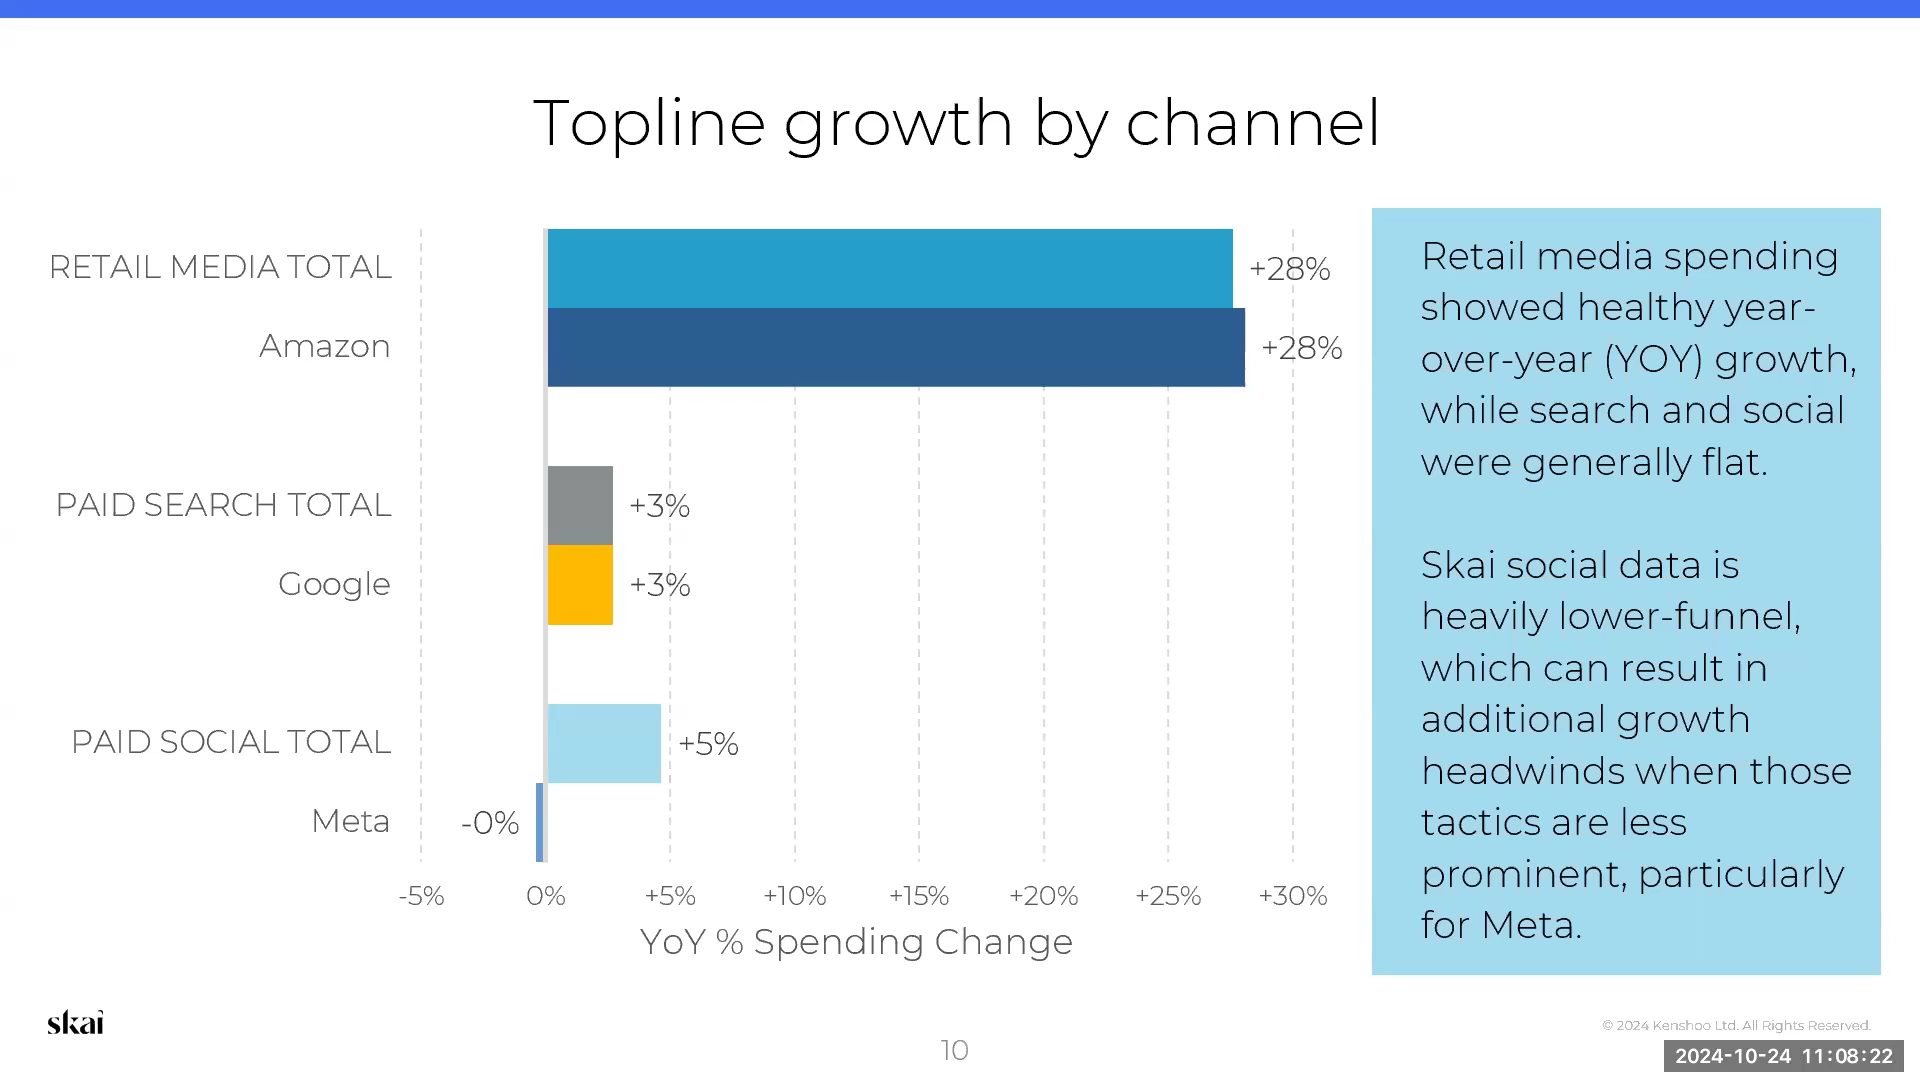 Topline growth by channel
RETAIL MEDIA TOTAL
+28%
Amazon
+28%
PAID SEARCH TOTAL
+3%
Google
+3%
PAID SOCIAL TOTAL
+5%
Meta
-0%
-5%
0%
+5%
+10%
+15%
+20%
+25%
+30%
YoY % Spending Change
Retail media spending
showed healthy year-
over-year (YOY) growth,
while search and social
were generally flat.
Skai social data is
heavily lower-funnel,
which can result in
additional growth
headwinds when those
tactics are less
prominent, particularly
for Meta.
skai
10
© 2024 Kenshoo Ltd. All Rights Reserved.
2024-10-24 11:08:22